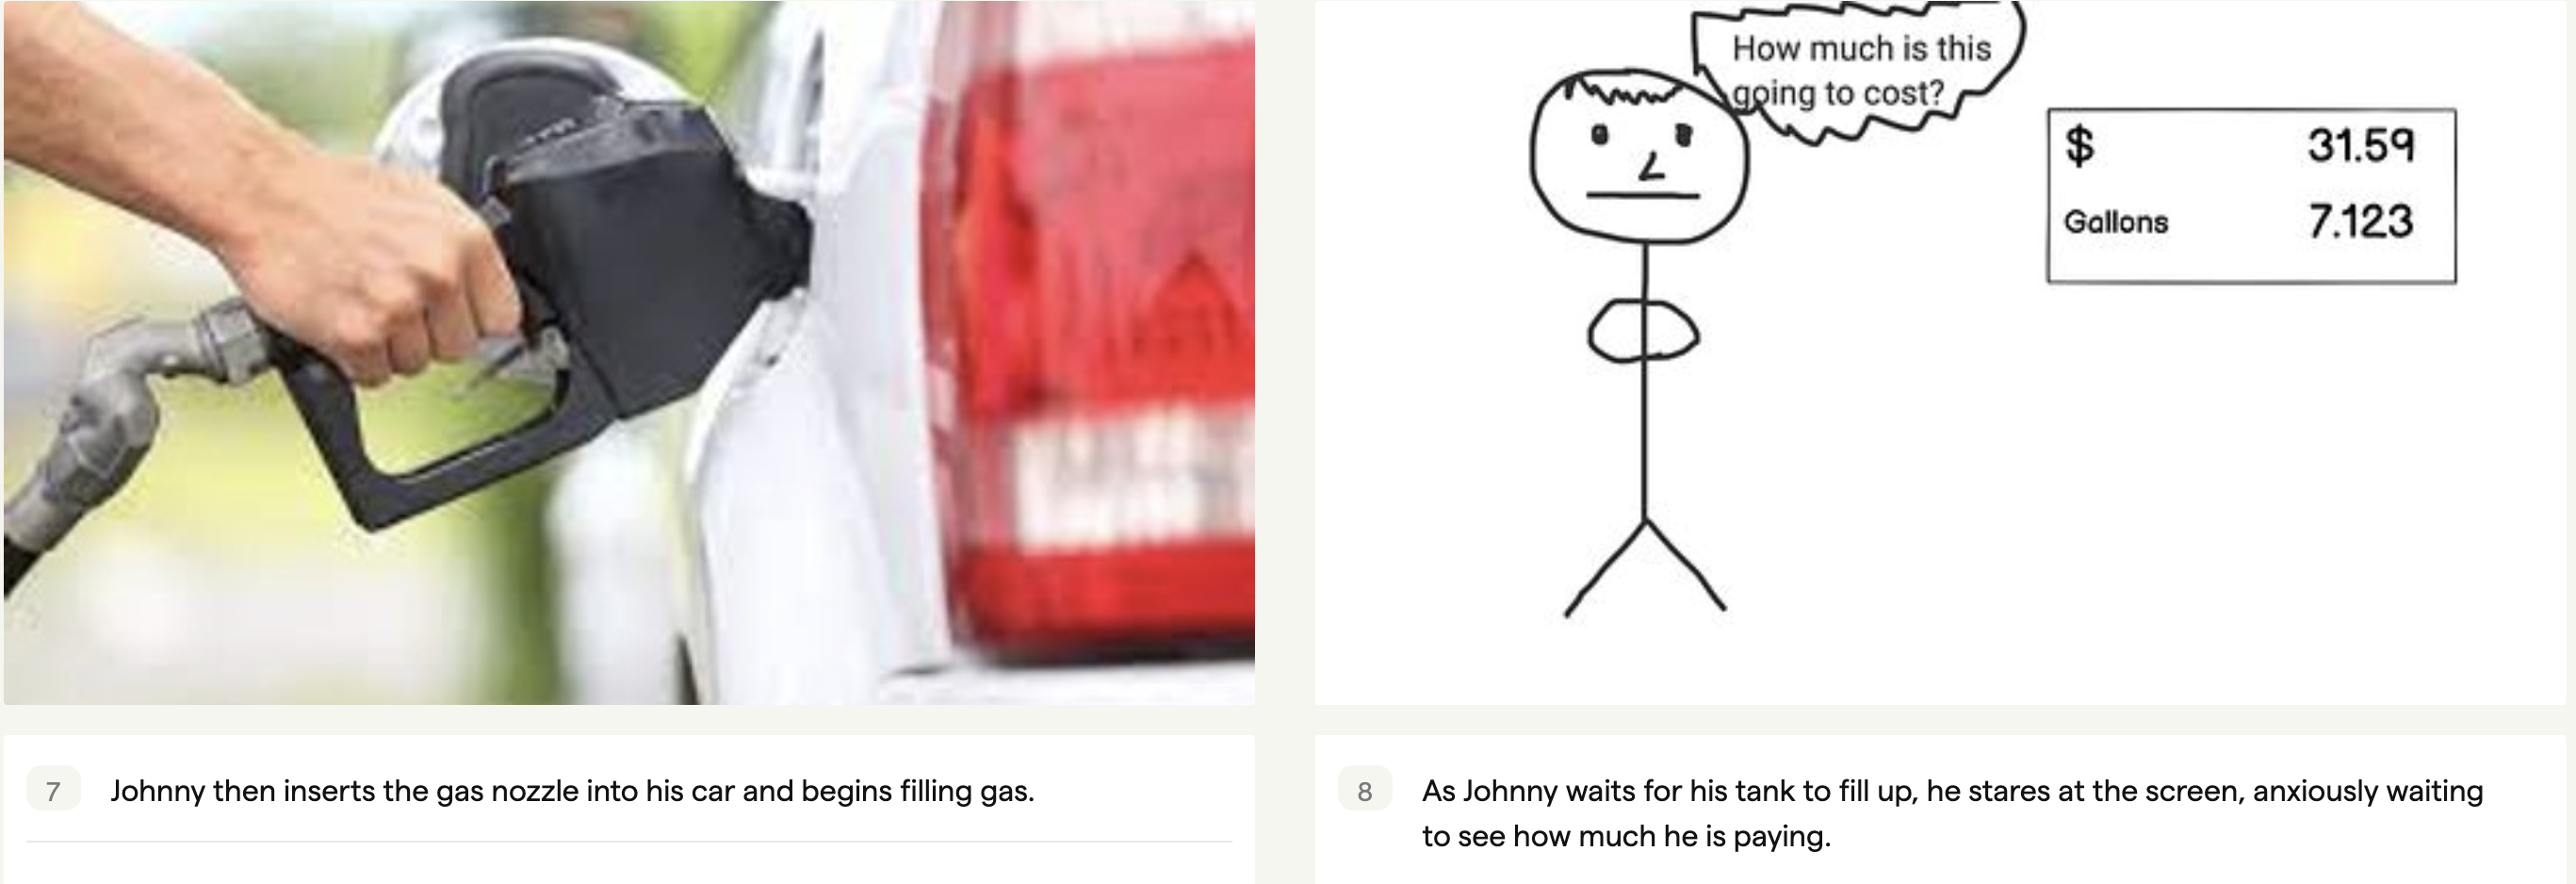 How much is this
going to cost?
$ 31.59
Gallons 7.123
7 Johnny then inserts the gas nozzle into his car and begins filling gas.
8 As Johnny waits for his tank to fill up, he stares at the screen, anxiously waiting
to see how much he is paying.